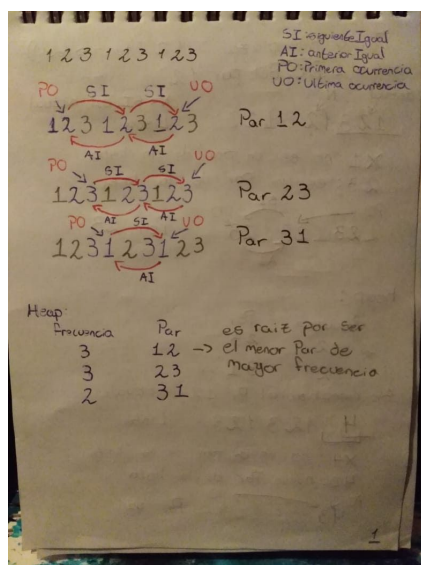 1 2 3 1 2 3 1 2 3
SI: siguiente Igual
AI: anterior Igual
PO: Primera ocurrencia
UO: Ultima ocurrencia
PO SI SI UO
1 2 3 1 2 3 1 2 3 Par 1 2
AI AI
PO SI SI UO
1 2 3 1 2 3 1 2 3 Par 2 3
AI AI
PO SI UO
1 2 3 1 2 3 1 2 3 Par 3 1
AI
Heap:
frecuencia Par
3 1 2 -> es raiz por ser
3 2 3 el menor Par de
2 3 1 mayor frecuencia
1